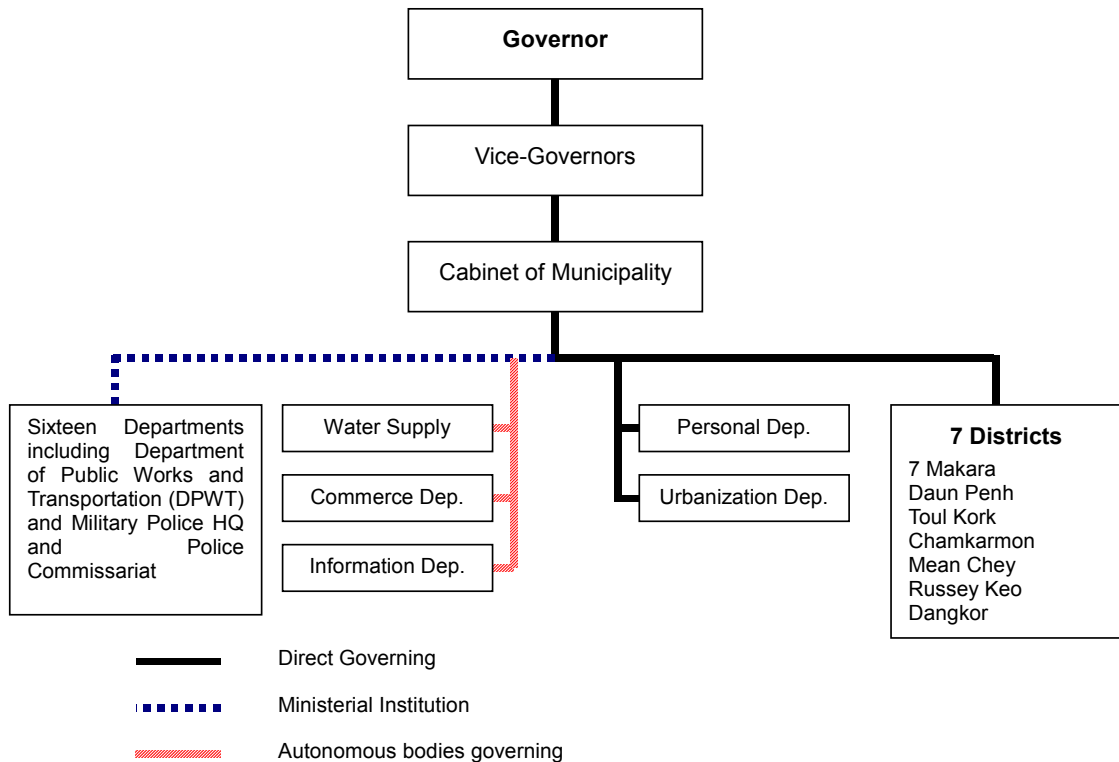 Governor
Vice-Governors
Cabinet of Municipality
Sixteen Departments
including Department
of Public Works and
Transportation (DPWT)
and Military Police HQ
and Police
Commissariat
Water Supply
Commerce Dep.
Information Dep.
Personal Dep.
Urbanization Dep.
7 Districts
7 Makara
Daun Penh
Toul Kork
Chamkarmon
Mean Chey
Russey Keo
Dangkor
Direct Governing
Ministerial Institution
Autonomous bodies governing